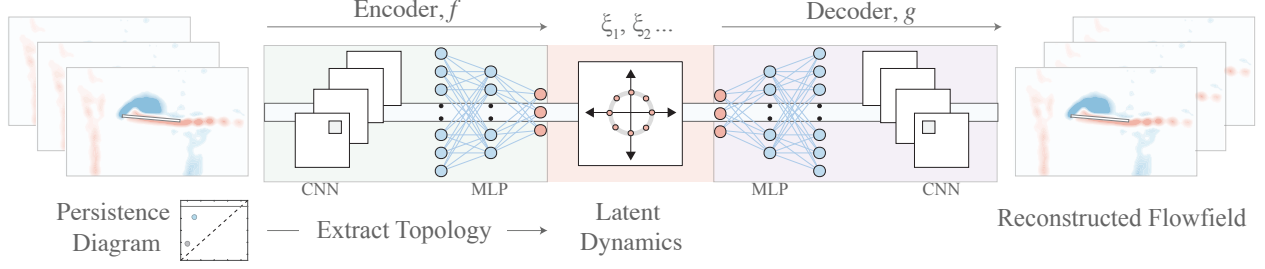 Encoder, f
ξ₁, ξ₂ ...
Decoder, g
CNN
MLP
MLP
CNN
Persistence
Diagram
Extract Topology
Latent
Dynamics
Reconstructed Flowfield